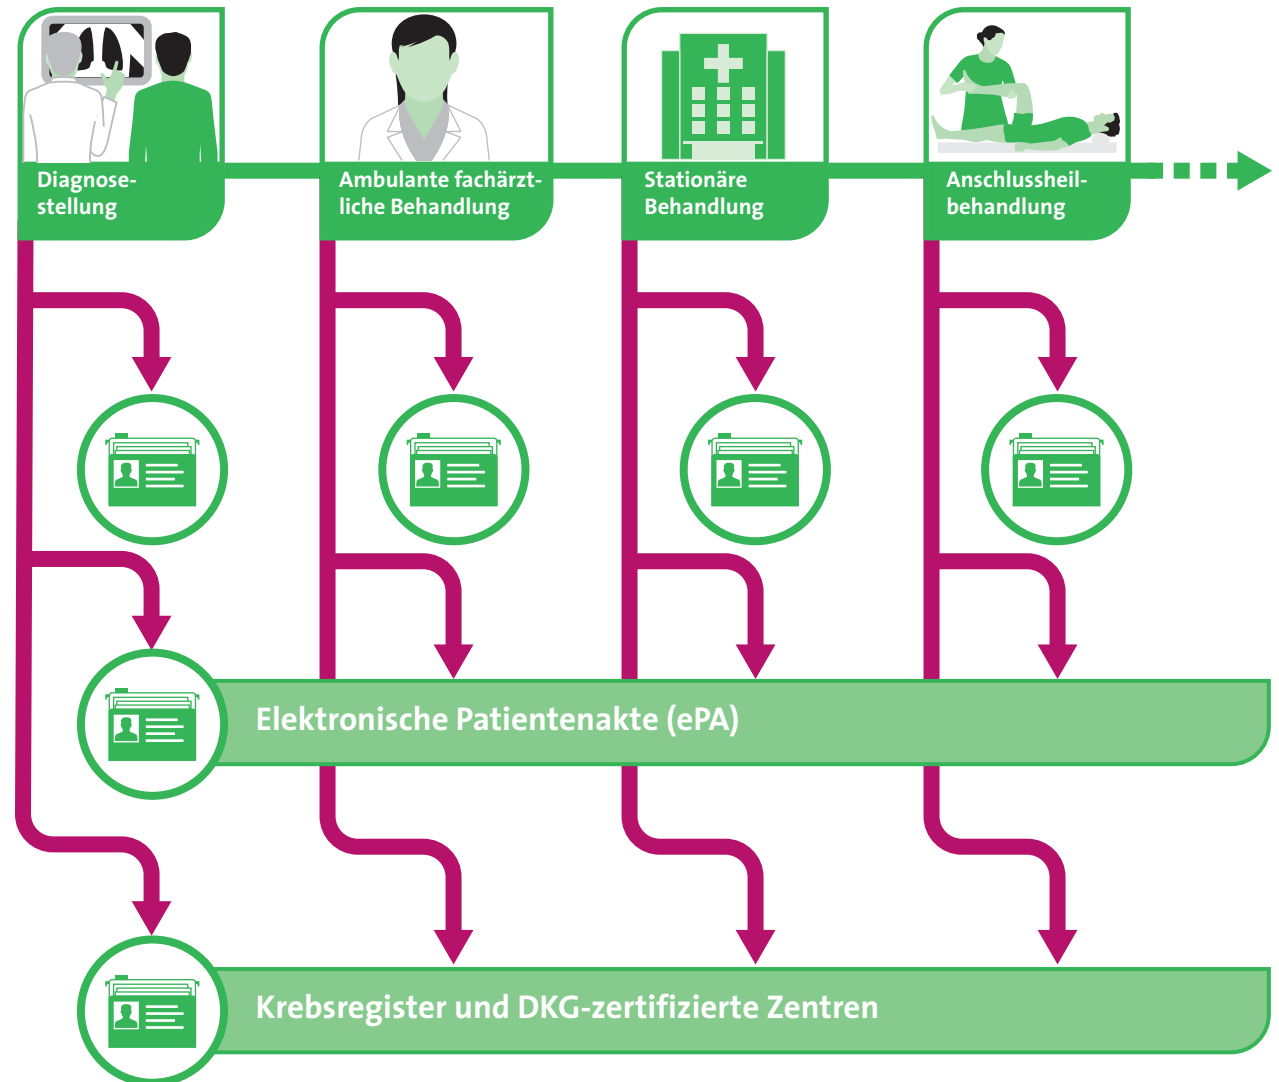 Diagnose-
stellung
Ambulante fachärzt-
liche Behandlung
Stationäre
Behandlung
Anschlussheil-
behandlung
Elektronische Patientenakte (ePA)
Krebsregister und DKG-zertifizierte Zentren